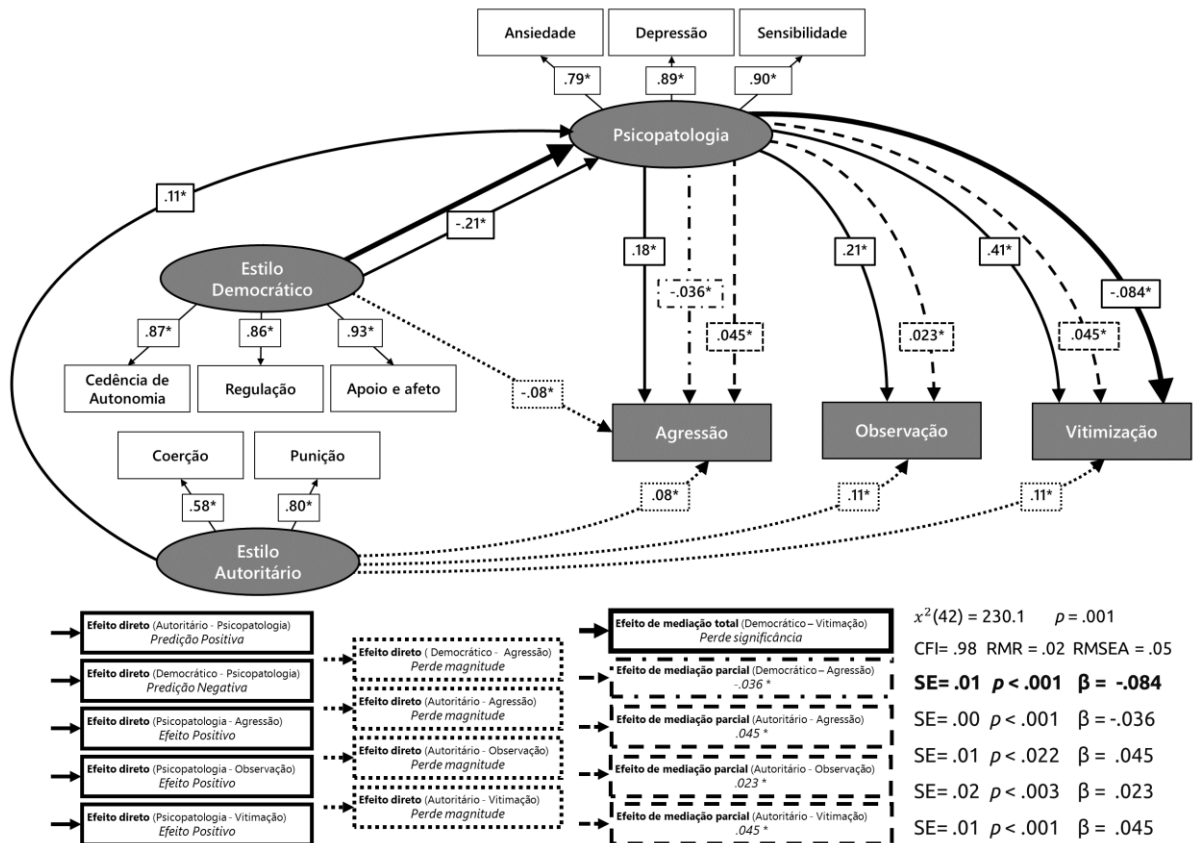 Ansiedade
Depressão
Sensibilidade
.79*
.89*
.90*
Psicopatologia
.11*
-.21*
Estilo
Democrático
.87*
.86*
.93*
Cedência de
Autonomia
Regulação
Apoio e afeto
.18*
-.036*
.045*
.21*
.023*
.41*
.045*
-.084*
-.08*
Agressão
Observação
Vitimização
Coerção
Punição
.58*
.80*
.08*
.11*
.11*
Estilo
Autoritário
Efeito direto (Autoritário - Psicopatologia)
Predição Positiva
Efeito direto (Democrático - Psicopatologia)
Predição Negativa
Efeito direto (Psicopatologia - Agressão)
Efeito Positivo
Efeito direto (Psicopatologia - Observação)
Efeito Positivo
Efeito direto (Psicopatologia - Vitimação)
Efeito Positivo
Efeito direto ( Democrático - Agressão)
Perde magnitude
Efeito direto (Autoritário - Agressão)
Perde magnitude
Efeito direto (Autoritário - Observação)
Perde magnitude
Efeito direto (Autoritário - Vitimação)
Perde magnitude
Efeito de mediação total (Democrático – Vitimação)
Perde significância
Efeito de mediação parcial (Democrático – Agressão)
-.036 *
Efeito de mediação parcial (Autoritário - Agressão)
.045 *
Efeito de mediação parcial (Autoritário - Observação)
.023 *
Efeito de mediação parcial (Autoritário - Vitimação)
.045 *
x²(42) = 230.1 p = .001
CFI= .98 RMR = .02 RMSEA = .05
SE= .01 p < .001 β = -.084
SE= .00 p < .001 β = -.036
SE= .01 p < .022 β = .045
SE= .02 p < .003 β = .023
SE= .01 p < .001 β = .045